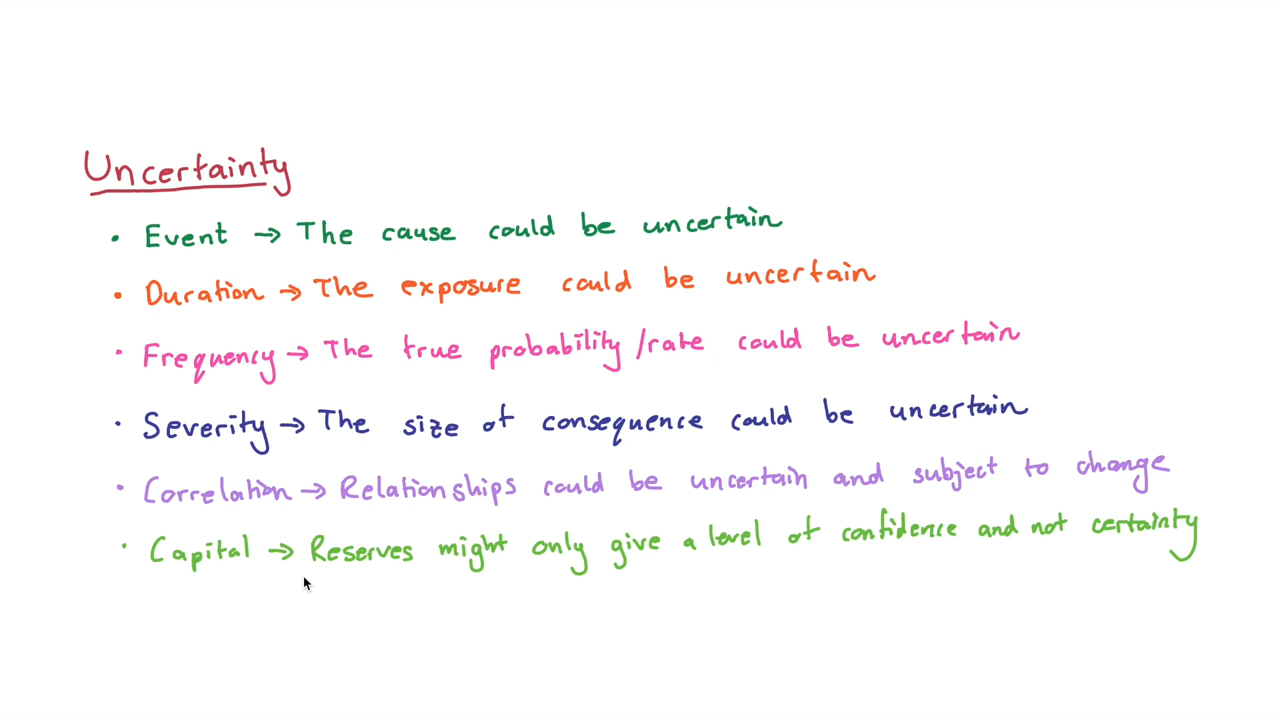 Uncertainty
• Event → The cause could be uncertain
• Duration → The exposure could be uncertain
• Frequency → The true probability/rate could be uncertain
• Severity → The size of consequence could be uncertain
• Correlation → Relationships could be uncertain and subject to change
• Capital → Reserves might only give a level of confidence and not certainty